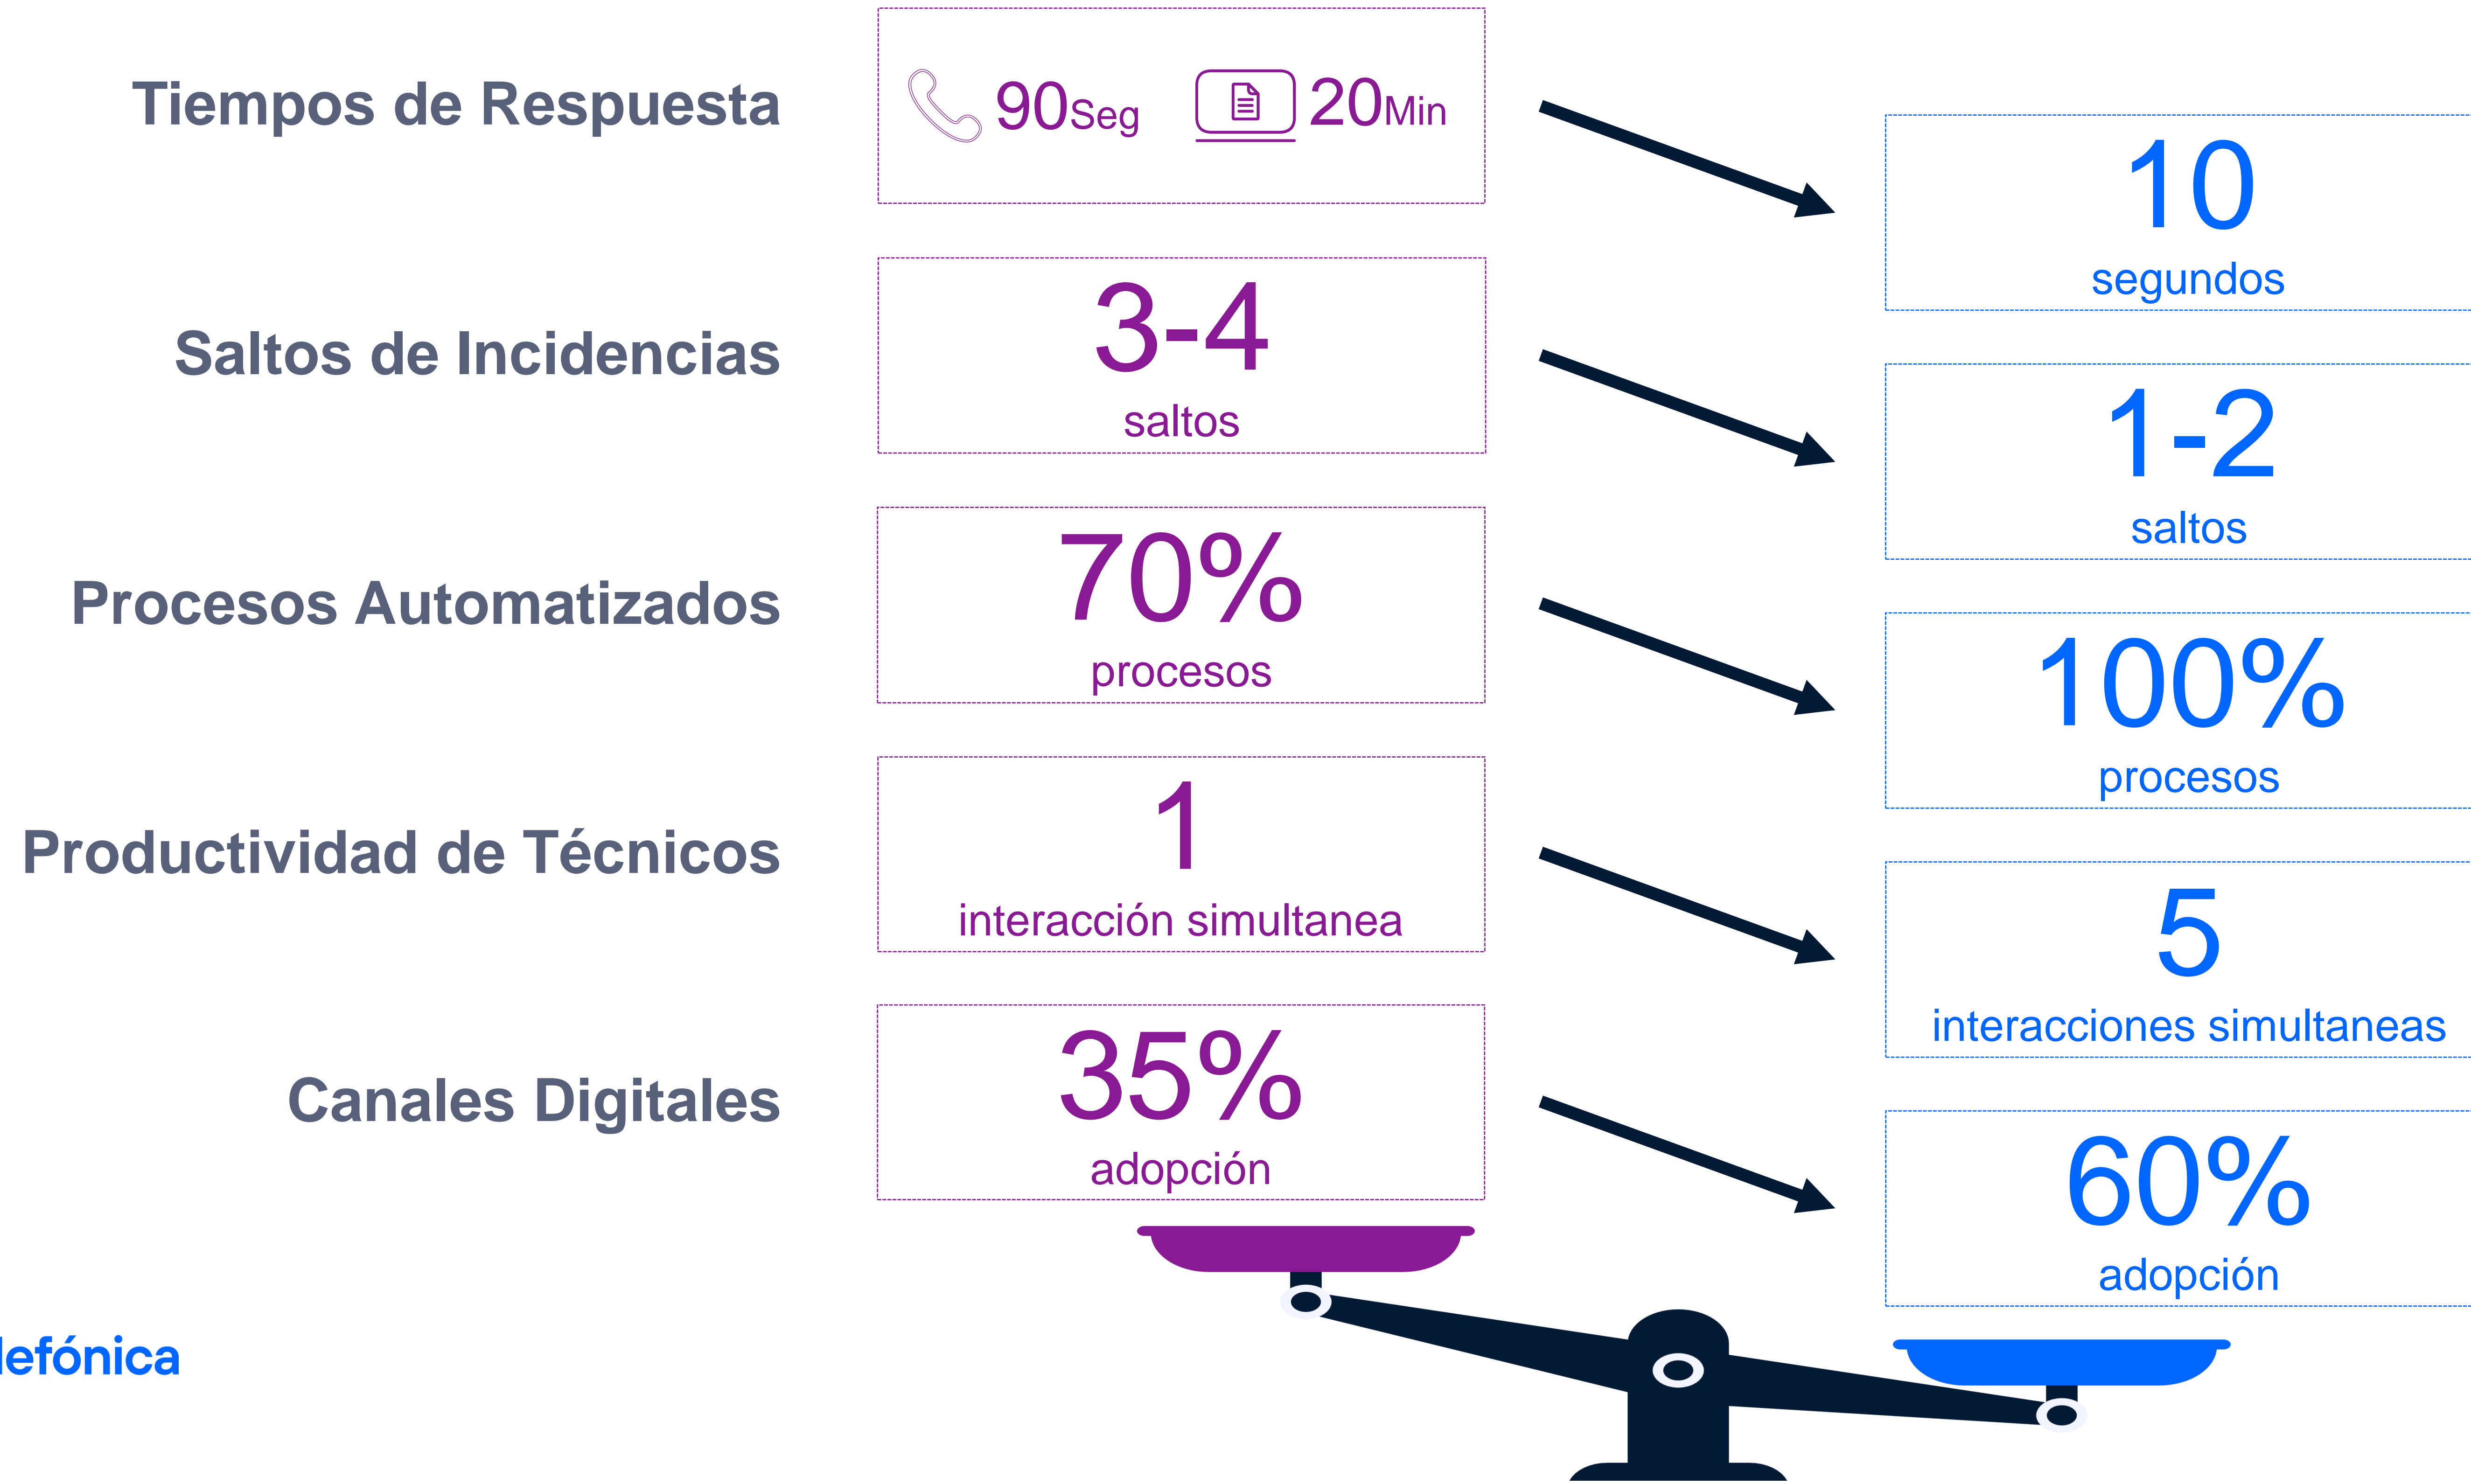 Tiempos de Respuesta
90Seg
20Min
10
segundos
Saltos de Incidencias
3-4
saltos
1-2
saltos
Procesos Automatizados
70%
procesos
100%
procesos
Productividad de Técnicos
1
interacción simultanea
5
interacciones simultaneas
Canales Digitales
35%
adopción
60%
adopción
lefónica